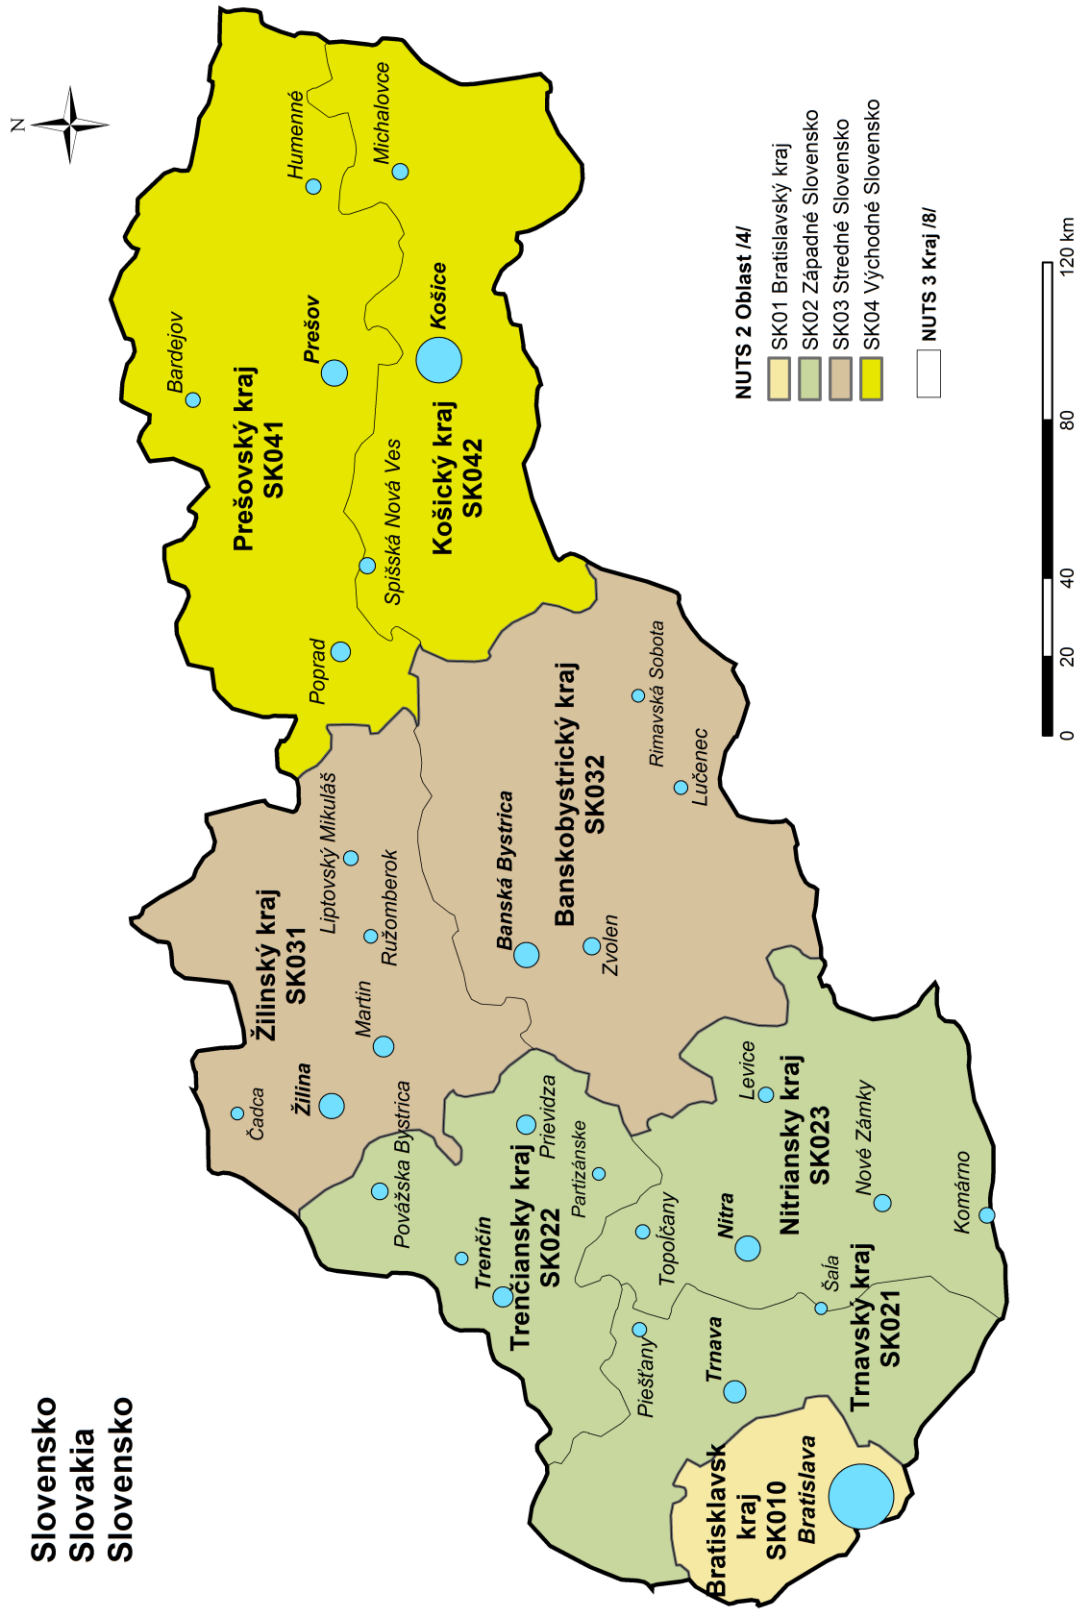 Slovensko
Slovakia
Slovensko
N
Prešovský kraj
SK041
Bardejov
Humenné
Prešov
Poprad
Michalovce
Košice
Spišská Nová Ves
Košický kraj
SK042
Žilinský kraj
SK031
Čadca
Žilina
Martin
Ružomberok
Liptovský Mikuláš
Banskobystrický kraj
SK032
Banská Bystrica
Zvolen
Rimavská Sobota
Lučenec
Považská Bystrica
Trenčín
Trenčiansky kraj
SK022
Prievidza
Partizánske
Topoľčany
Nitra
Nitriansky kraj
SK023
Levice
Nové Zámky
Komárno
Šaľa
Piešťany
Trnava
Trnavský kraj
SK021
Bratisklavsk
kraj
SK010
Bratislava
NUTS 2 Oblast /4/
SK01 Bratislavský kraj
SK02 Západné Slovensko
SK03 Stredné Slovensko
SK04 Východné Slovensko
NUTS 3 Kraj /8/
0 20 40 80 120 km